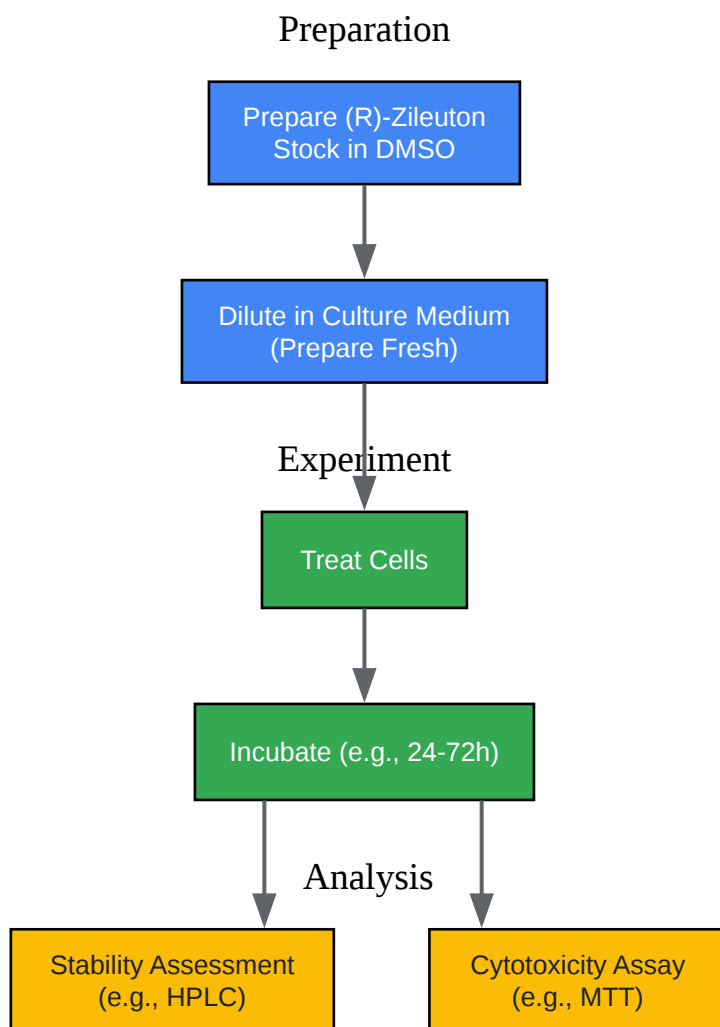 Preparation
Prepare (R)-Zileuton
Stock in DMSO
Dilute in Culture Medium
(Prepare Fresh)
Experiment
Treat Cells
Incubate (e.g., 24-72h)
Analysis
Stability Assessment
(e.g., HPLC)
Cytotoxicity Assay
(e.g., MTT)